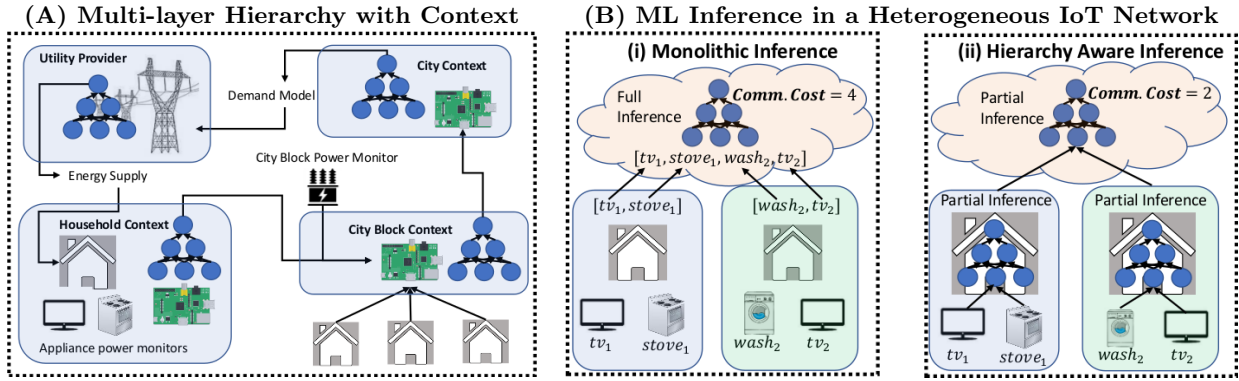 (A) Multi-layer Hierarchy with Context
Utility Provider
City Context
Demand Model
City Block Power Monitor
Energy Supply
Household Context
City Block Context
Appliance power monitors
(B) ML Inference in a Heterogeneous IoT Network
(i) Monolithic Inference
Full
Inference
Comm. Cost = 4
[tv₁, stove₁, wash₂, tv₂]
[tv₁, stove₁]
[wash₂, tv₂]
tv₁
stove₁
wash₂
tv₂
(ii) Hierarchy Aware Inference
Partial
Inference
Comm. Cost = 2
Partial Inference
Partial Inference
tv₁
stove₁
wash₂
tv₂